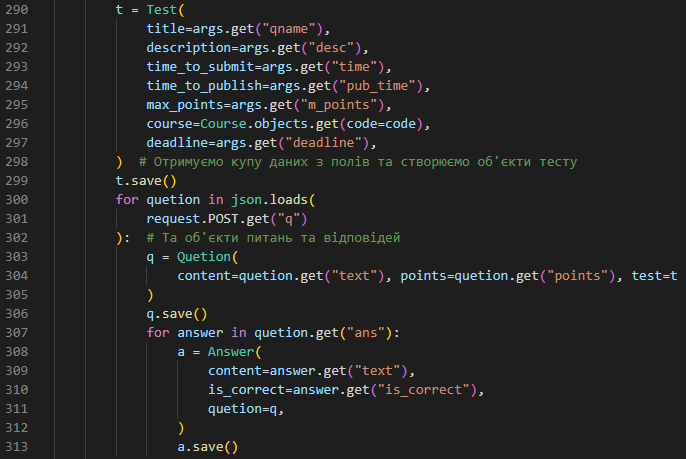 290 t = Test(
291 title=args.get("qname"),
292 description=args.get("desc"),
293 time_to_submit=args.get("time"),
294 time_to_publish=args.get("pub_time"),
295 max_points=args.get("m_points"),
296 course=Course.objects.get(code=code),
297 deadline=args.get("deadline"),
298 )  # Отримуємо купу даних з полів та створюємо об'єкти тесту
299 t.save()
300 for quetion in json.loads(
301 request.POST.get("q")
302 ):  # Та об'єкти питань та відповідей
303 q = Quetion(
304 content=quetion.get("text"), points=quetion.get("points"), test=t
305 )
306 q.save()
307 for answer in quetion.get("ans"):
308 a = Answer(
309 content=answer.get("text"),
310 is_correct=answer.get("is_correct"),
311 quetion=q,
312 )
313 a.save()